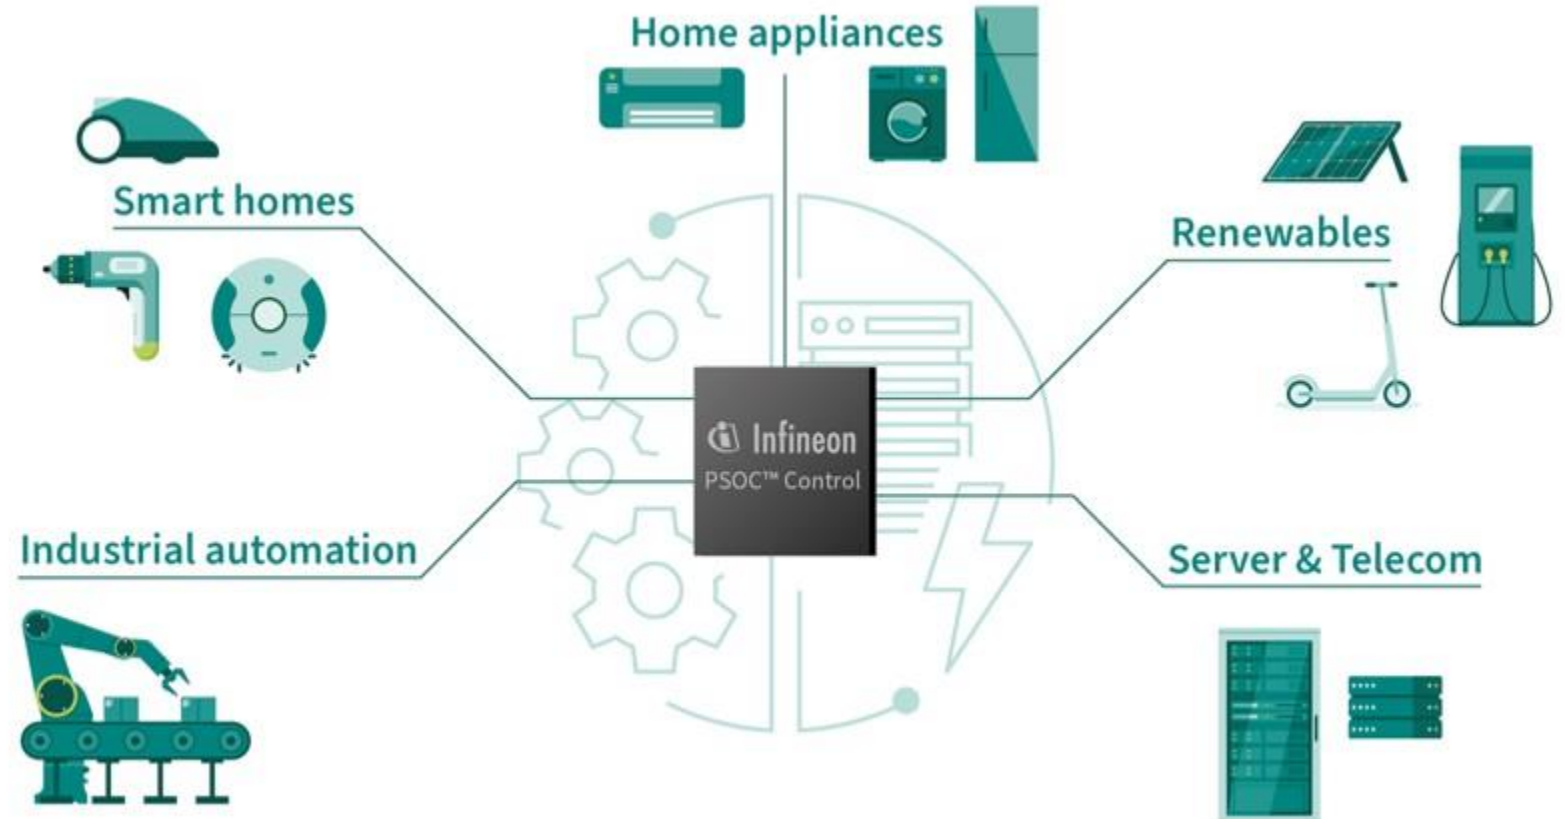 Home appliances
Smart homes
Renewables
Infineon
PSOC™ Control
Industrial automation
Server & Telecom